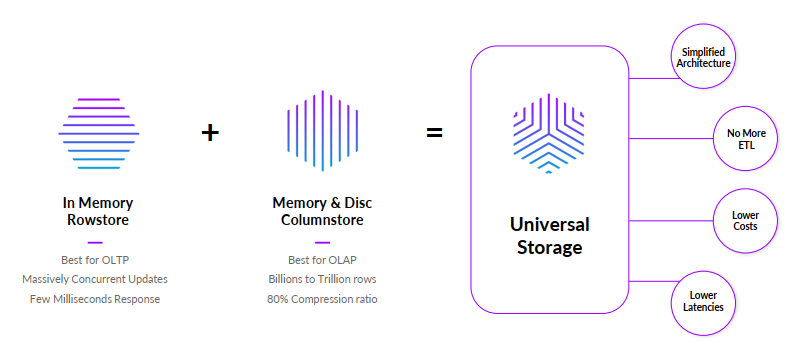 In Memory
Rowstore
Best for OLTP
Massively Concurrent Updates
Few Milliseconds Response
+
Memory & Disc
Columnstore
Best for OLAP
Billions to Trillion rows
80% Compression ratio
=
Universal
Storage
Simplified
Architecture
No More
ETL
Lower
Costs
Lower
Latencies